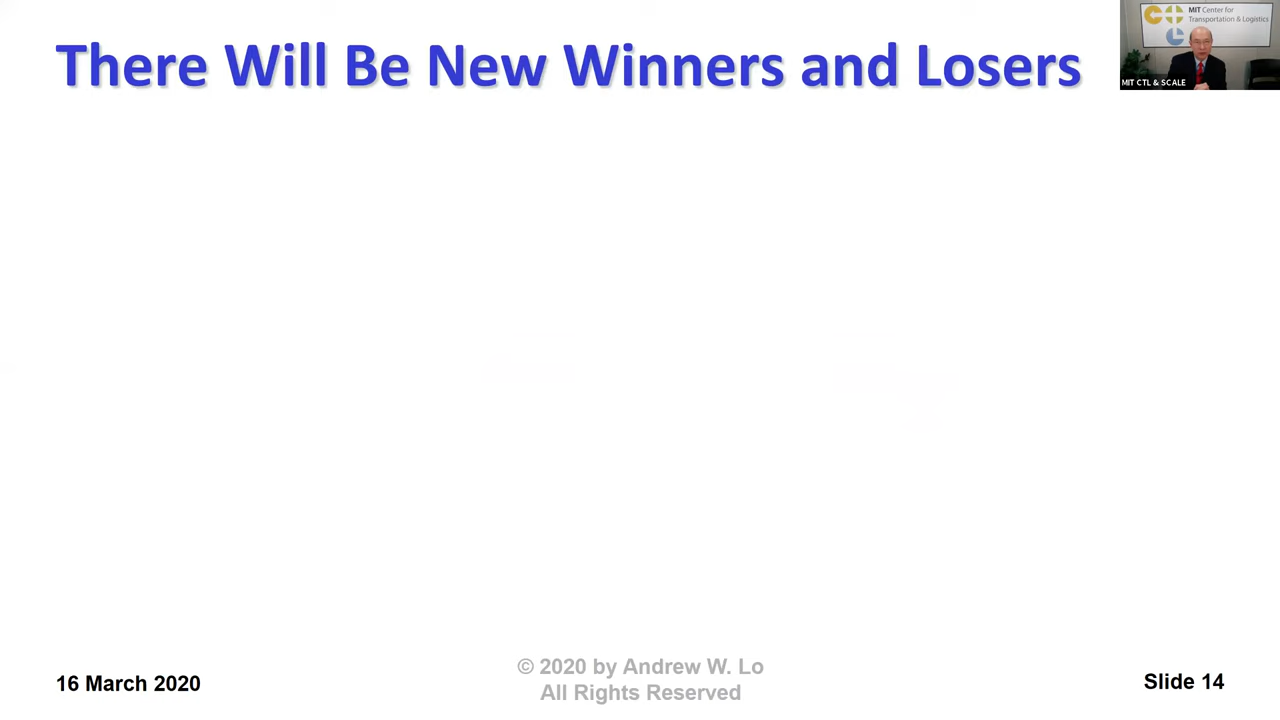 There Will Be New Winners and Losers
MIT Center for
Transportation & Logistics
MIT CTL & SCALE
16 March 2020
© 2020 by Andrew W. Lo
All Rights Reserved
Slide 14